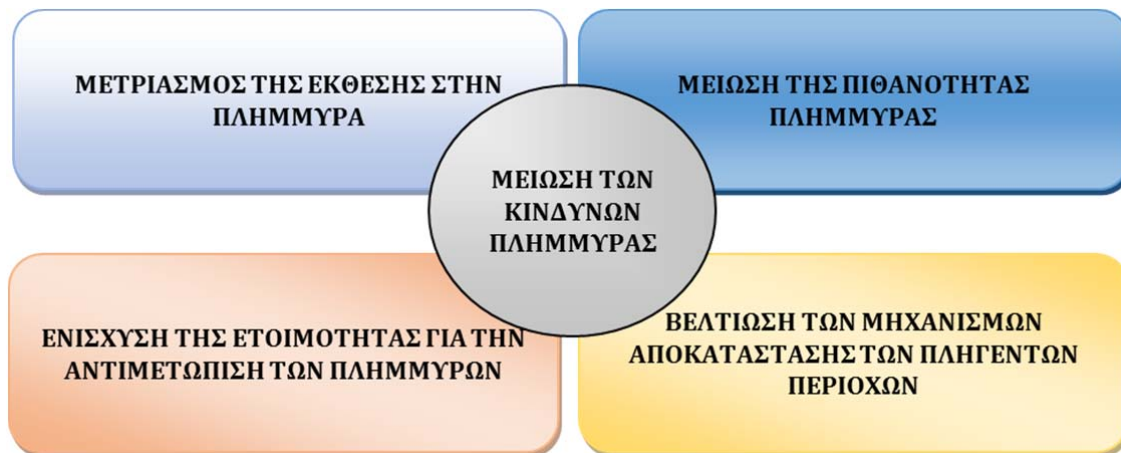 ΜΕΤΡΙΑΣΜΟΣ ΤΗΣ ΕΚΘΕΣΗΣ ΣΤΗΝ
ΠΛΗΜΜΥΡΑ
ΜΕΙΩΣΗ ΤΗΣ ΠΙΘΑΝΟΤΗΤΑΣ
ΠΛΗΜΜΥΡΑΣ
ΜΕΙΩΣΗ ΤΩΝ
ΚΙΝΔΥΝΩΝ
ΠΛΗΜΜΥΡΑΣ
ΕΝΙΣΧΥΣΗ ΤΗΣ ΕΤΟΙΜΟΤΗΤΑΣ ΓΙΑ ΤΗΝ
ΑΝΤΙΜΕΤΩΠΙΣΗ ΤΩΝ ΠΛΗΜΜΥΡΩΝ
ΒΕΛΤΙΩΣΗ ΤΩΝ ΜΗΧΑΝΙΣΜΩΝ
ΑΠΟΚΑΤΑΣΤΑΣΗΣ ΤΩΝ ΠΛΗΓΕΝΤΩΝ
ΠΕΡΙΟΧΩΝ